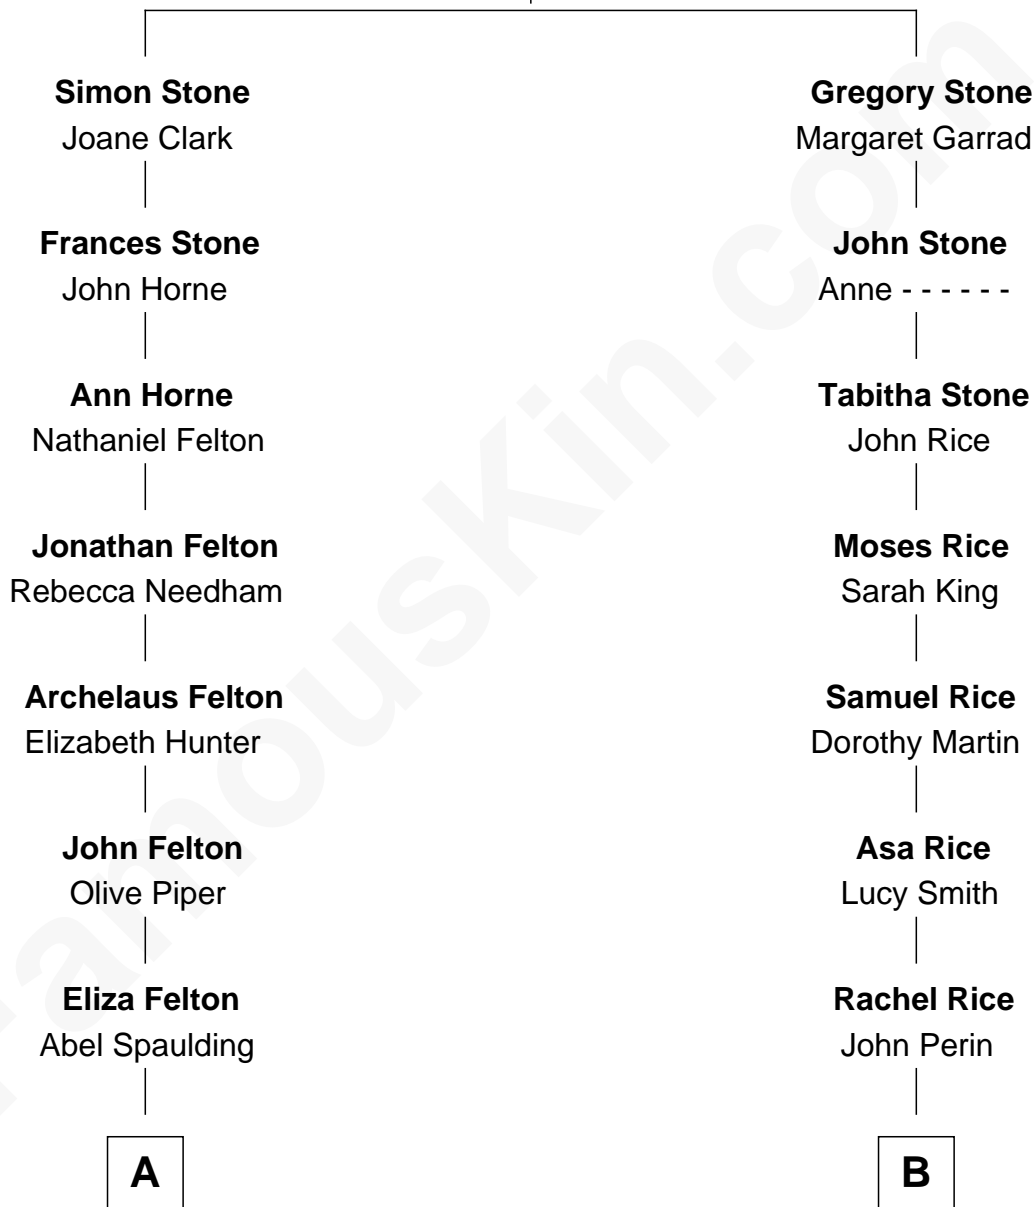 Simon Stone
Joane Clark
Frances Stone
John Horne
Ann Horne
Nathaniel Felton
Jonathan Felton
Rebecca Needham
Archelaus Felton
Elizabeth Hunter
John Felton
Olive Piper
Eliza Felton
Abel Spaulding
A
Gregory Stone
Margaret Garrad
John Stone
Anne - - - - - -
Tabitha Stone
John Rice
Moses Rice
Sarah King
Samuel Rice
Dorothy Martin
Asa Rice
Lucy Smith
Rachel Rice
John Perin
B
FamousKin.com